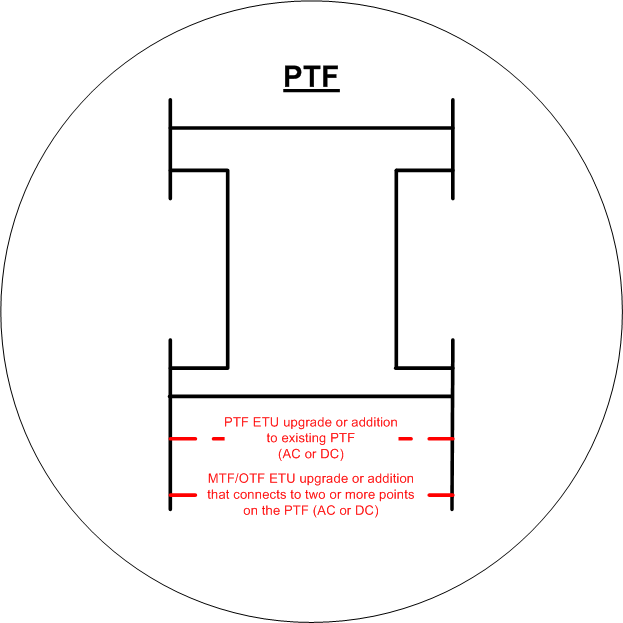 PTF
PTF ETU upgrade or addition
to existing PTF
(AC or DC)
MTF/OTF ETU upgrade or addition
that connects to two or more points
on the PTF (AC or DC)